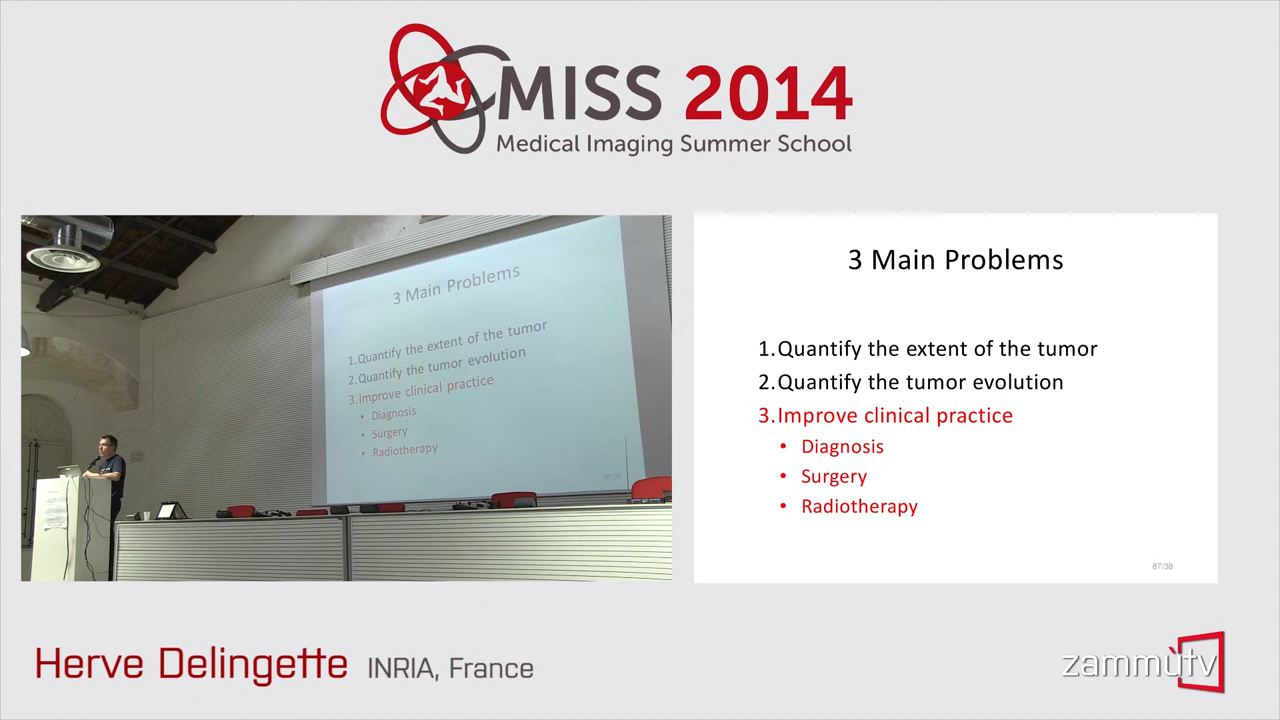 MISS 2014
Medical Imaging Summer School
3 Main Problems
1.Quantify the extent of the tumor
2.Quantify the tumor evolution
3.Improve clinical practice
• Diagnosis
• Surgery
• Radiotherapy
3 Main Problems
1.Quantify the extent of the tumor
2.Quantify the tumor evolution
3.Improve clinical practice
• Diagnosis
• Surgery
• Radiotherapy
87/38
Herve Delingette INRIA, France
zammùtv